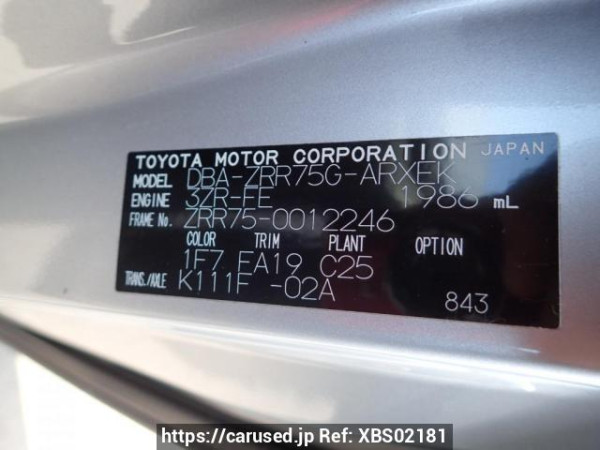 TOYOTA MOTOR CORPORATION JAPAN
MODEL DBA-ZRR75G-ARXEK
ENGINE 3ZR-FE 1986 mL
FRAME No. ZRR75-0012246
COLOR TRIM PLANT OPTION
1F7 FA19 C25
TRANS./AXLE K111F -02A
843
https://carused.jp Ref: XBS02181